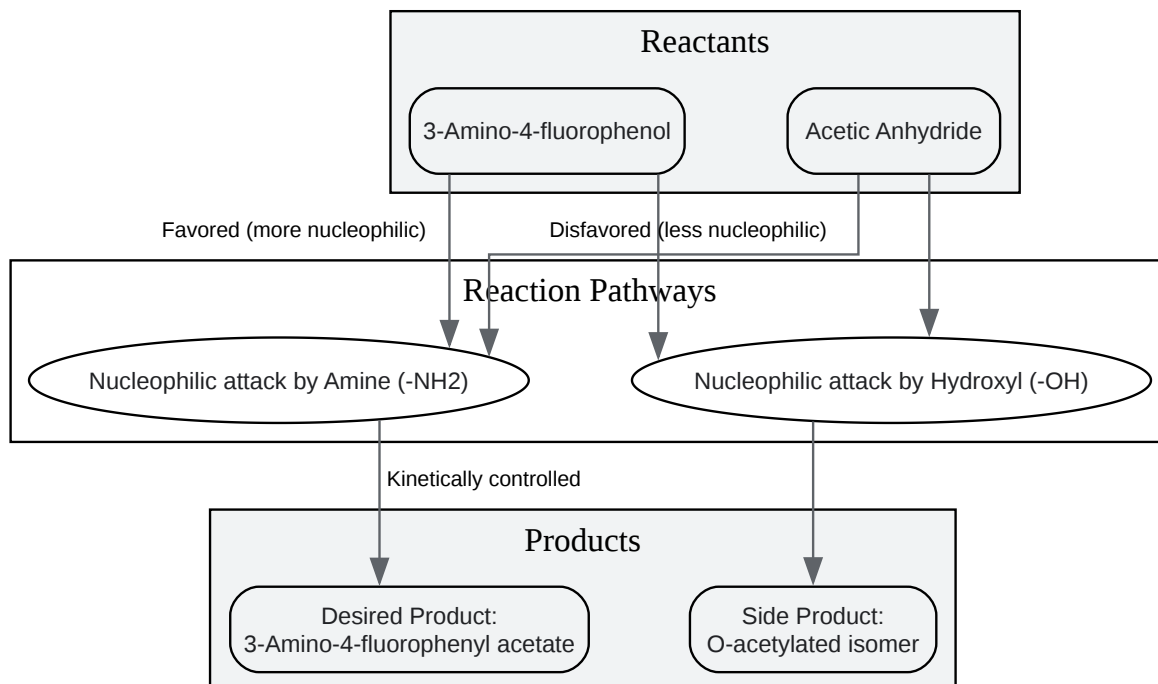 Reactants
3-Amino-4-fluorophenol
Acetic Anhydride
Favored (more nucleophilic)
Disfavored (less nucleophilic)
Reaction Pathways
Nucleophilic attack by Amine (-NH2)
Nucleophilic attack by Hydroxyl (-OH)
Kinetically controlled
Products
Desired Product:
3-Amino-4-fluorophenyl acetate
Side Product:
O-acetylated isomer